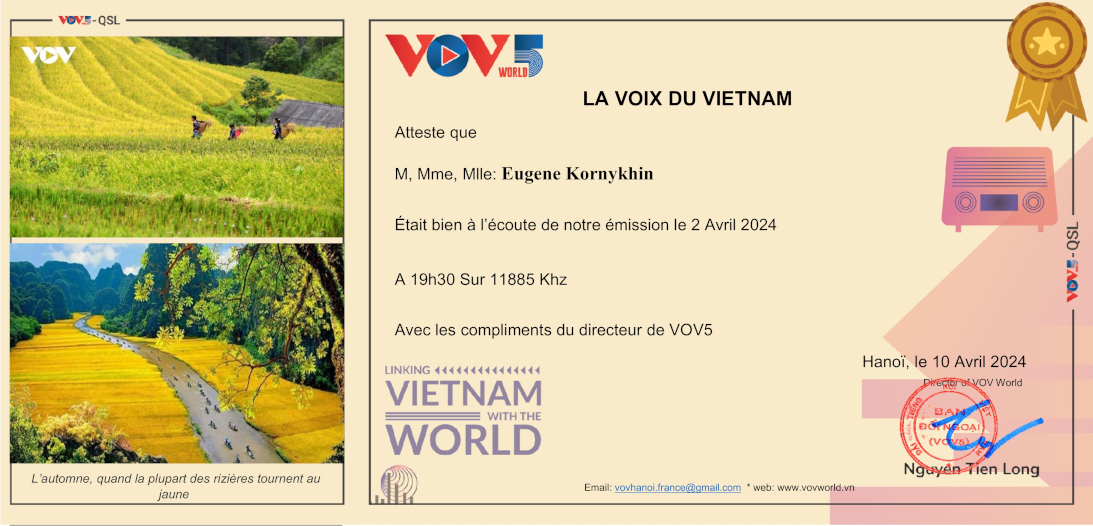 VOV5-QSL
VOV
L'automne, quand la plupart des rizières tournent au
jaune
VOV5
WORLD
LA VOIX DU VIETNAM
Atteste que
M, Mme, Mlle: Eugene Kornykhin
Était bien à l'écoute de notre émission le 2 Avril 2024
A 19h30 Sur 11885 Khz
Avec les compliments du directeur de VOV5
Hanoï, le 10 Avril 2024
Director of VOV World
BAN
ĐỐI NGOẠI
(VOV5)
Nguyễn Tien Long
LINKING
VIETNAM
WITH THE
WORLD
Email: vovhanoi.france@gmail.com * web: www.vovworld.vn
VOV5-QSL